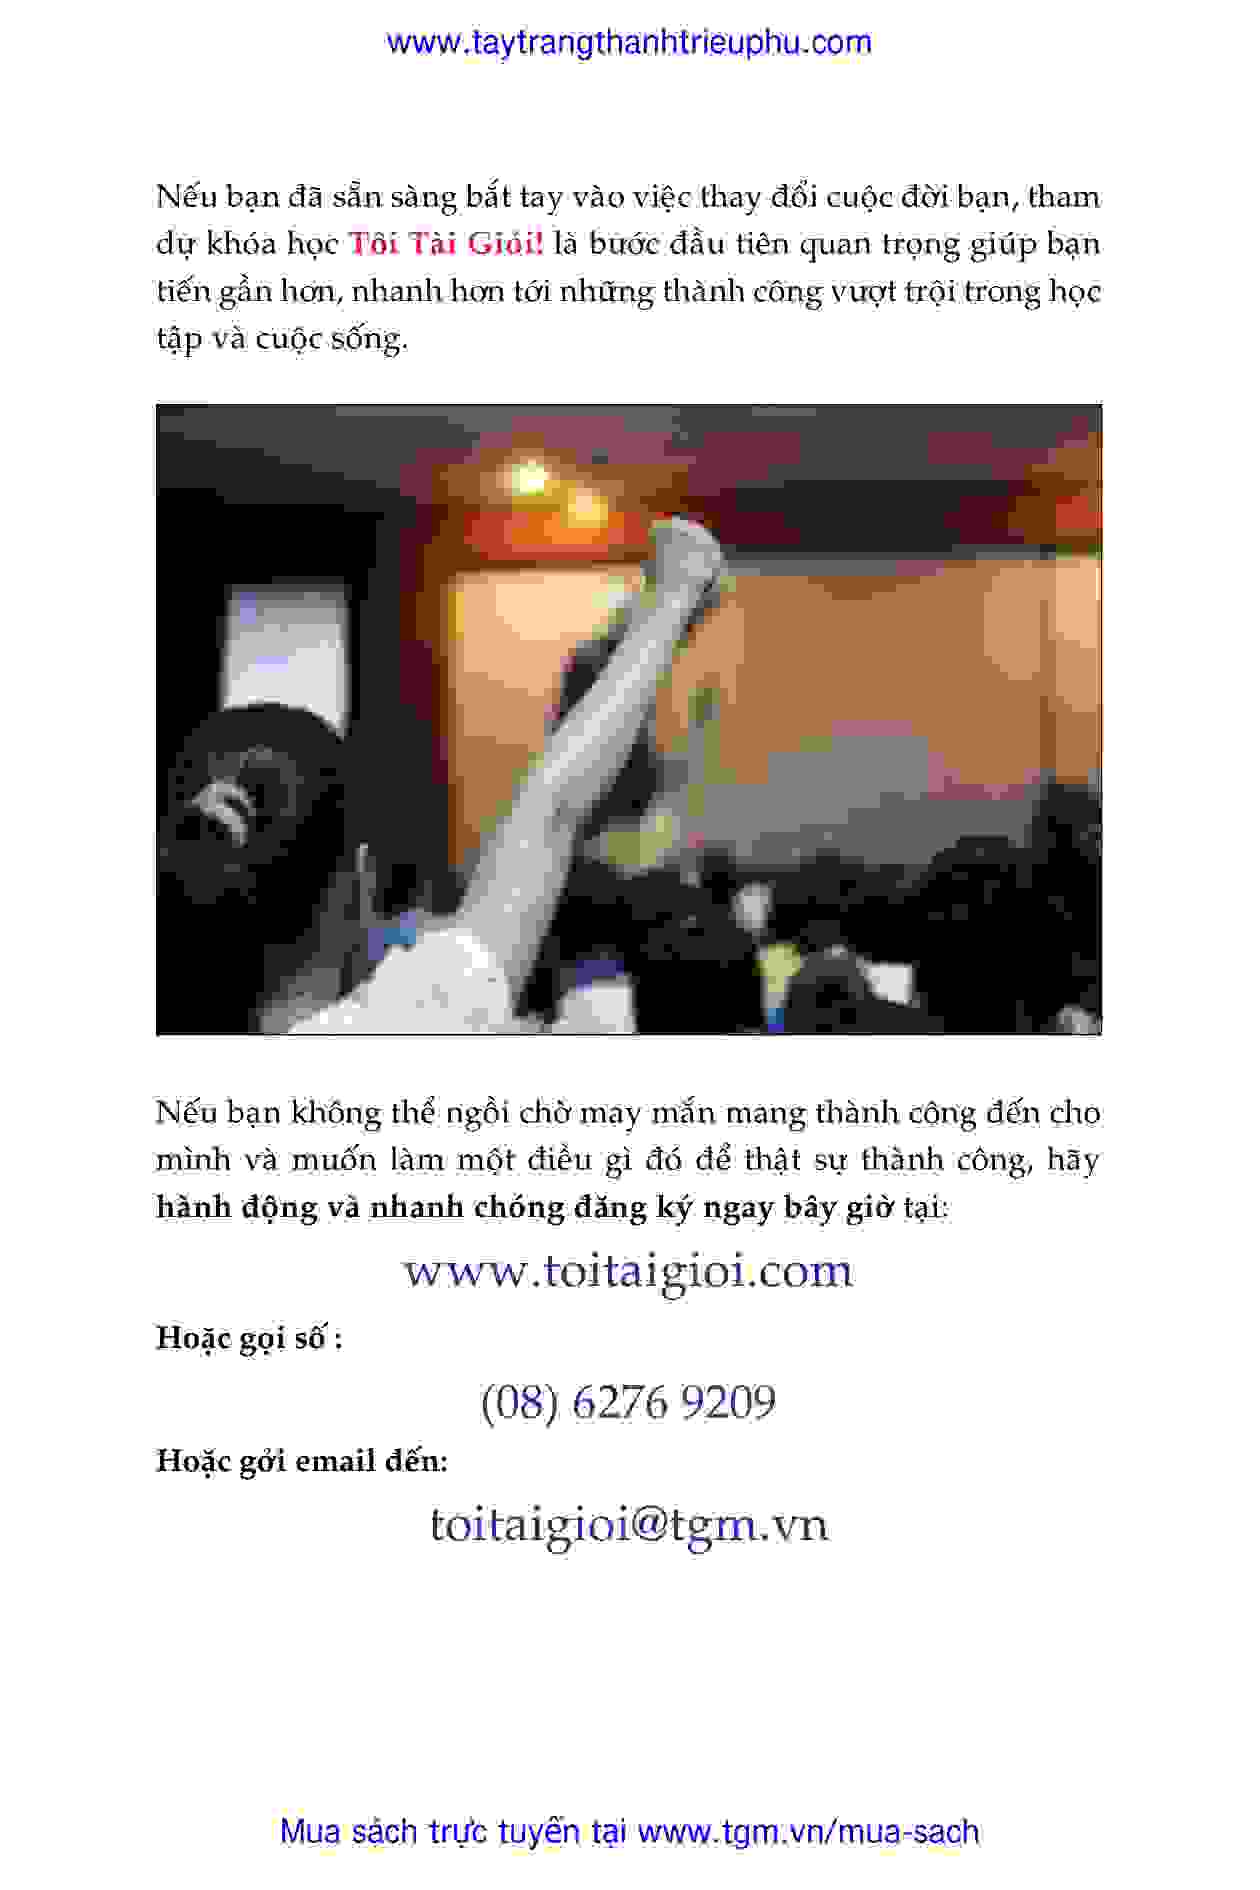 www.taytrangthanhtrieuphu.com
Nếu bạn đã sẵn sàng bắt tay vào việc thay đổi cuộc đời bạn, tham
dự khóa học Tôi Tài Giỏi! là bước đầu tiên quan trọng giúp bạn
tiến gần hơn, nhanh hơn tới những thành công vượt trội trong học
tập và cuộc sống.
Nếu bạn không thể ngồi chờ may mắn mang thành công đến cho
mình và muốn làm một điều gì đó để thật sự thành công, hãy
hành động và nhanh chóng đăng ký ngay bây giờ tại:
www.toitaigioi.com
Hoặc gọi số :
(08) 6276 9209
Hoặc gởi email đến:
toitaigioi@tgm.vn
Mua sách trực tuyến tại www.tgm.vn/mua-sach